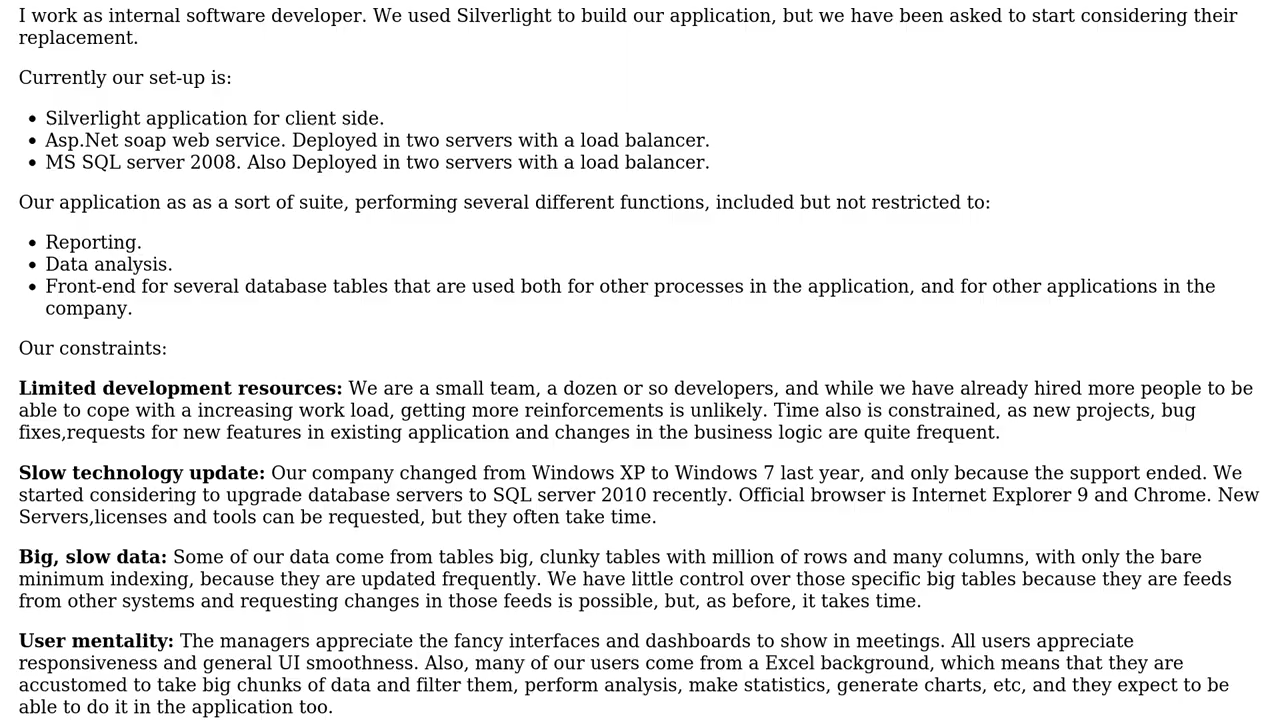 I work as internal software developer. We used Silverlight to build our application, but we have been asked to start considering their
replacement.
Currently our set-up is:
• Silverlight application for client side.
• Asp.Net soap web service. Deployed in two servers with a load balancer.
• MS SQL server 2008. Also Deployed in two servers with a load balancer.
Our application as as a sort of suite, performing several different functions, included but not restricted to:
• Reporting.
• Data analysis.
• Front-end for several database tables that are used both for other processes in the application, and for other applications in the
company.
Our constraints:
Limited development resources: We are a small team, a dozen or so developers, and while we have already hired more people to be
able to cope with a increasing work load, getting more reinforcements is unlikely. Time also is constrained, as new projects, bug
fixes,requests for new features in existing application and changes in the business logic are quite frequent.
Slow technology update: Our company changed from Windows XP to Windows 7 last year, and only because the support ended. We
started considering to upgrade database servers to SQL server 2010 recently. Official browser is Internet Explorer 9 and Chrome. New
Servers,licenses and tools can be requested, but they often take time.
Big, slow data: Some of our data come from tables big, clunky tables with million of rows and many columns, with only the bare
minimum indexing, because they are updated frequently. We have little control over those specific big tables because they are feeds
from other systems and requesting changes in those feeds is possible, but, as before, it takes time.
User mentality: The managers appreciate the fancy interfaces and dashboards to show in meetings. All users appreciate
responsiveness and general UI smoothness. Also, many of our users come from a Excel background, which means that they are
accustomed to take big chunks of data and filter them, perform analysis, make statistics, generate charts, etc, and they expect to be
able to do it in the application too.